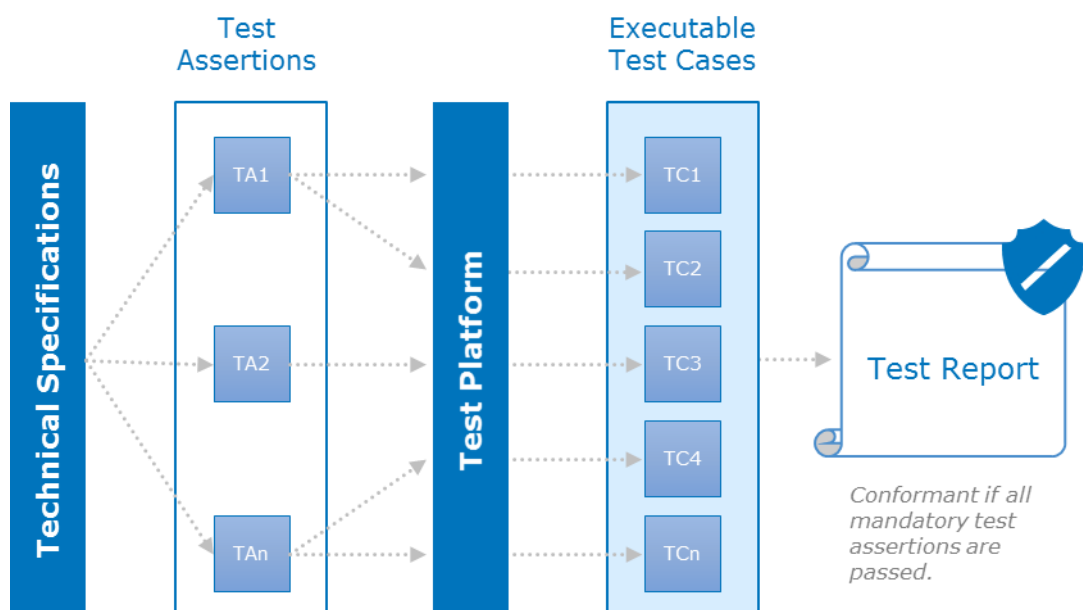 Test
Assertions
Executable
Test Cases
Technical Specifications
TA1
TA2
TAn
Test Platform
TC1
TC2
TC3
TC4
TCn
Test Report
Conformant if all
mandatory test
assertions are
passed.